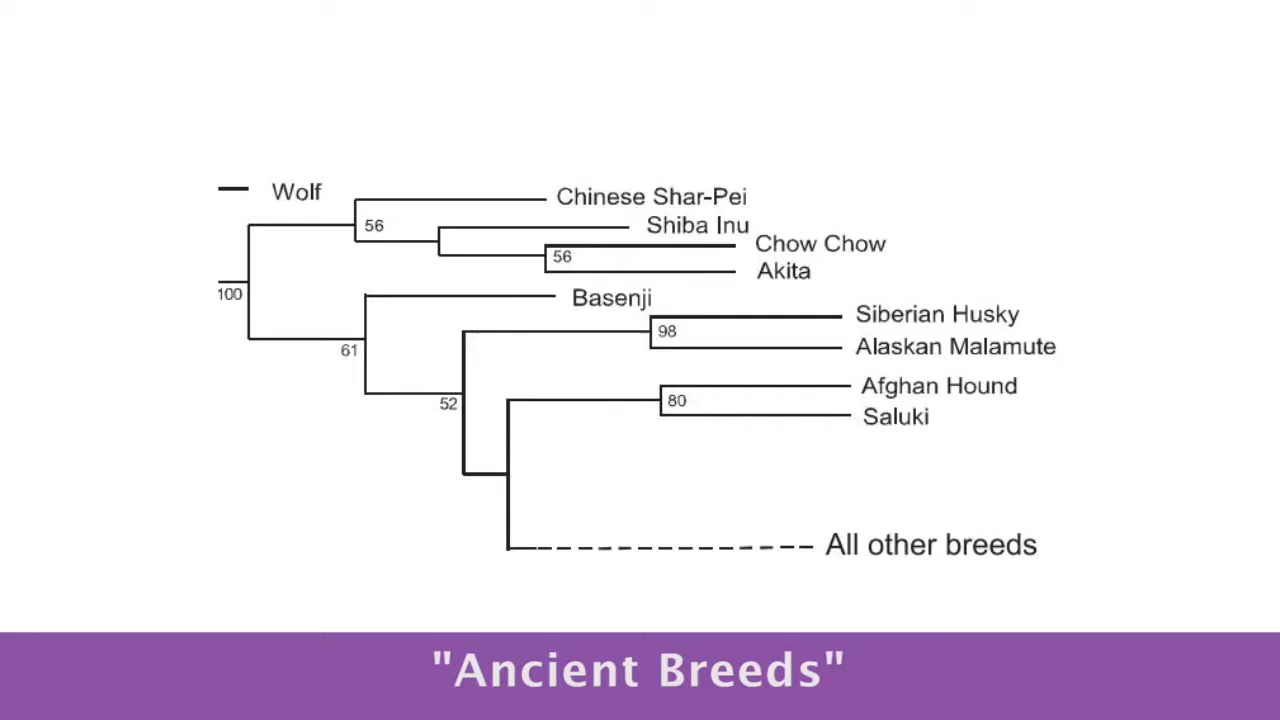 Wolf
Chinese Shar-Pei
56
Shiba Inu
Chow Chow
56
Akita
100
Basenji
Siberian Husky
98
61
Alaskan Malamute
Afghan Hound
52
80
Saluki
All other breeds
"Ancient Breeds"